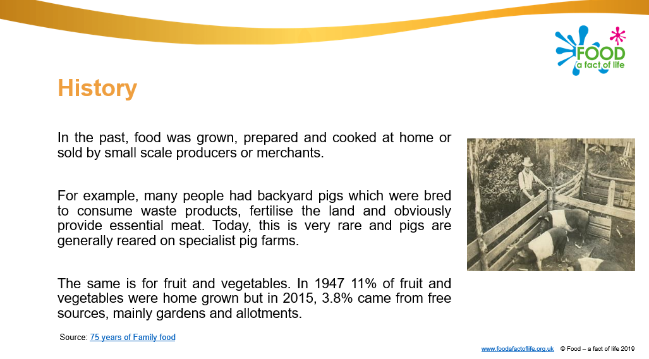 FOOD
a fact of life
History
In the past, food was grown, prepared and cooked at home or
sold by small scale producers or merchants.
For example, many people had backyard pigs which were bred
to consume waste products, fertilise the land and obviously
provide essential meat. Today, this is very rare and pigs are
generally reared on specialist pig farms.
The same is for fruit and vegetables. In 1947 11% of fruit and
vegetables were home grown but in 2015, 3.8% came from free
sources, mainly gardens and allotments.
Source: 75 years of Family food
www.foodafactoflife.org.uk © Food – a fact of life 2019